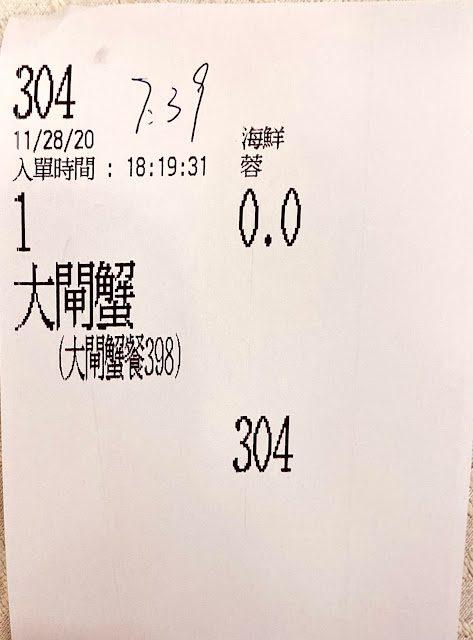 304 7:39
11/28/20 海鮮
入單時間 : 18:19:31 蓉
1 0.0
大閘蟹
(大閘蟹餐398)
304